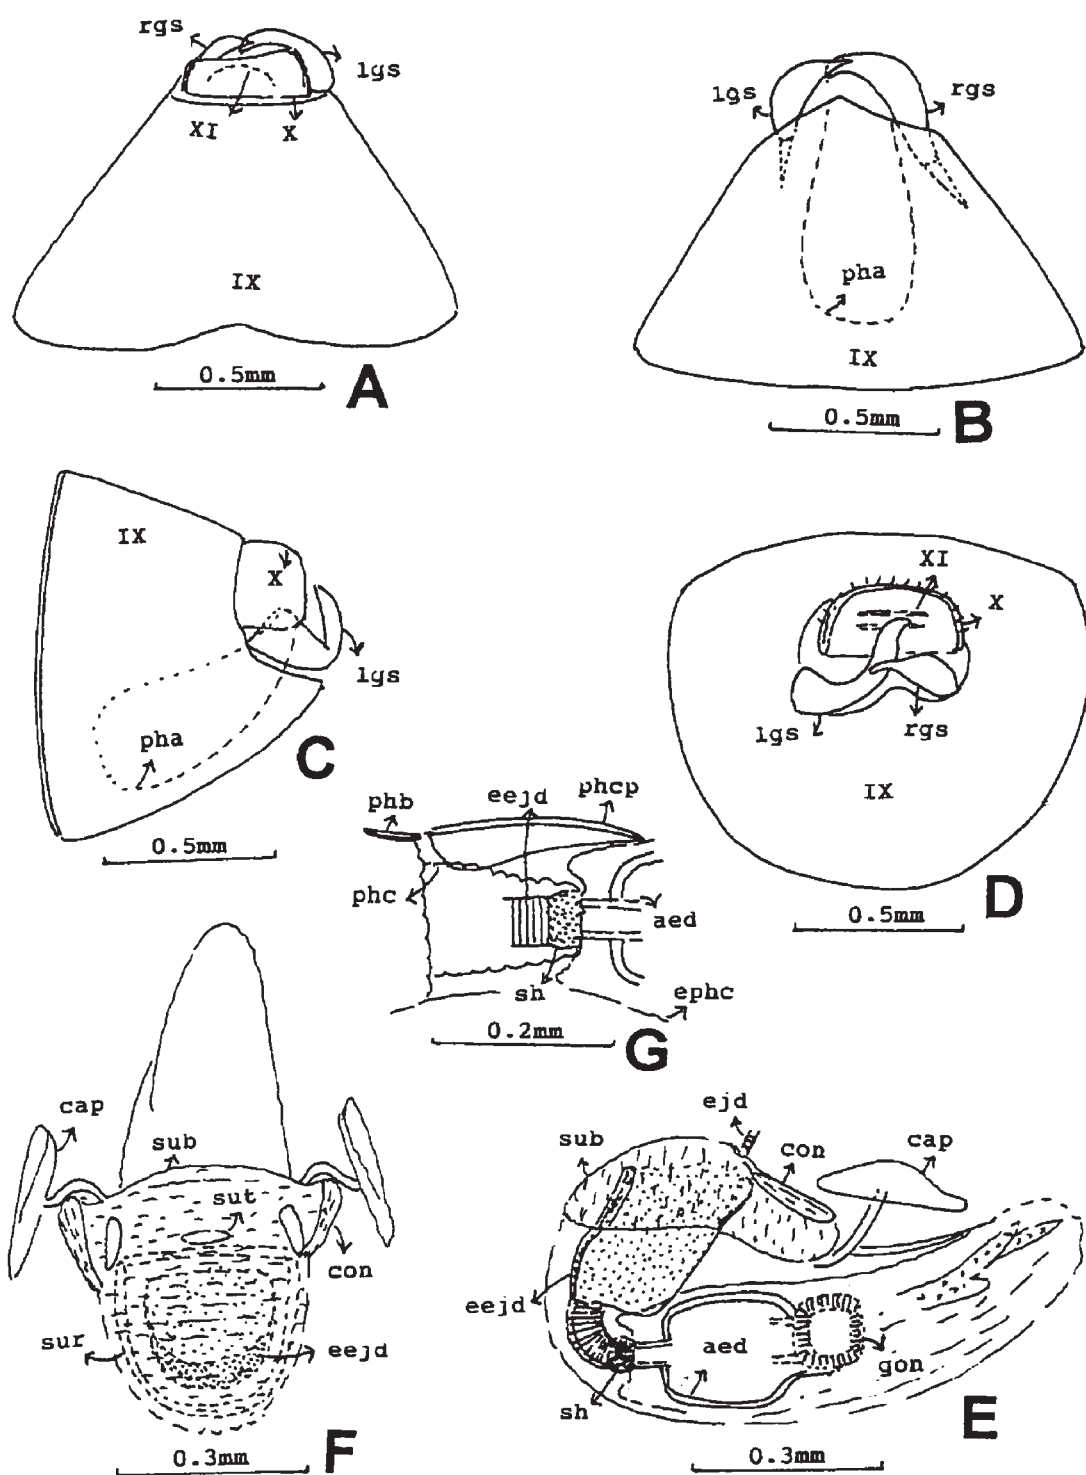 rgs
lgs
XI
X
IX
0.5mm
A
lgs
rgs
pha
IX
0.5mm
B
IX
X
lgs
pha
0.5mm
C
XI
X
lgs
rgs
IX
0.5mm
D
phb
eejd
phcp
phc
aed
sh
ephc
0.2mm
G
cap
sub
sut
con
sur
eejd
0.3mm
F
ejd
sub
con
cap
eejd
aed
gon
sh
0.3mm
E